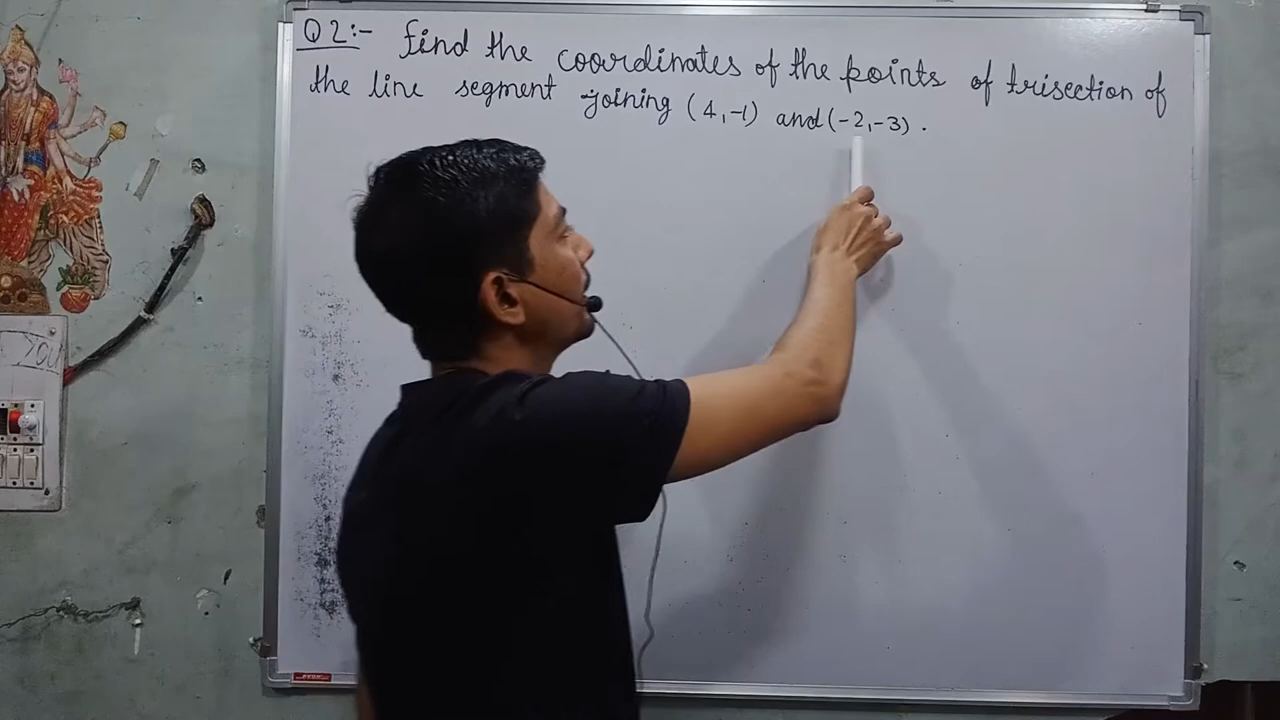 Q2:- find the coordinates of the points of trisection of
the line segment joining (4,-1) and (-2,-3).